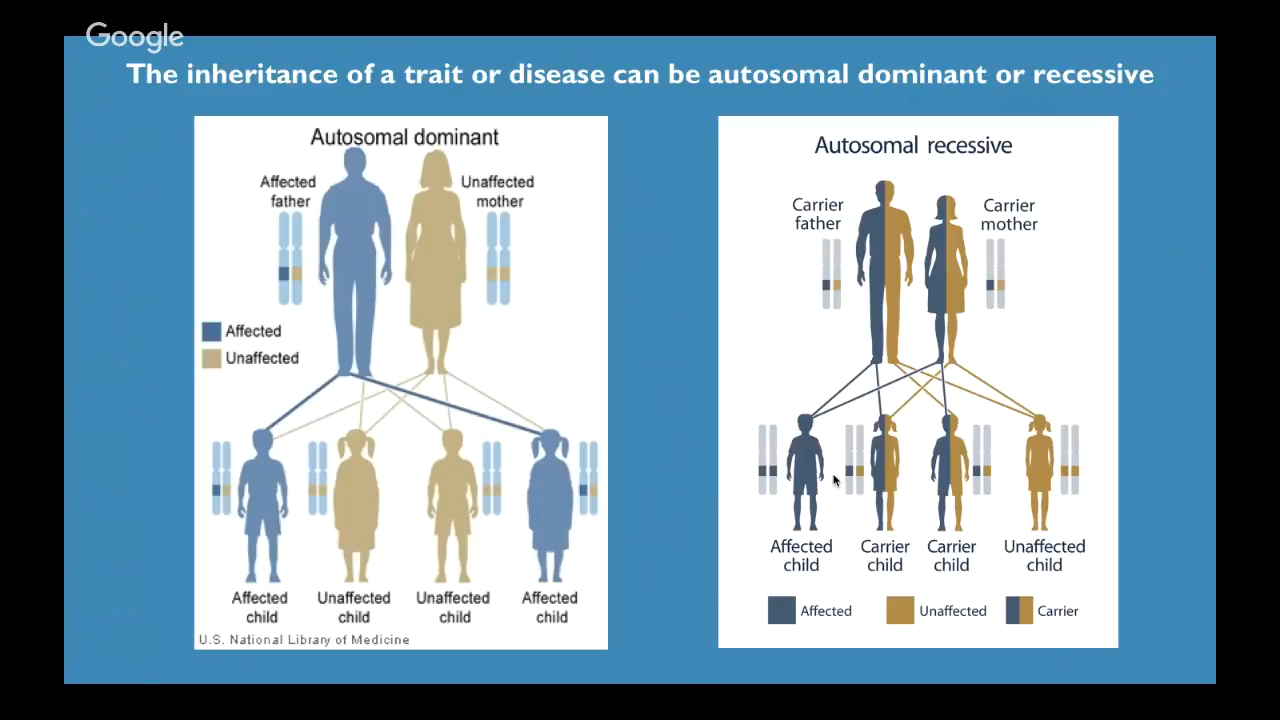 Google
The inheritance of a trait or disease can be autosomal dominant or recessive
Autosomal dominant
Affected
father
Unaffected
mother
Affected
Unaffected
Affected
child
Unaffected
child
Unaffected
child
Affected
child
U.S. National Library of Medicine
Autosomal recessive
Carrier
father
Carrier
mother
Affected
child
Carrier
child
Carrier
child
Unaffected
child
Affected
Unaffected
Carrier